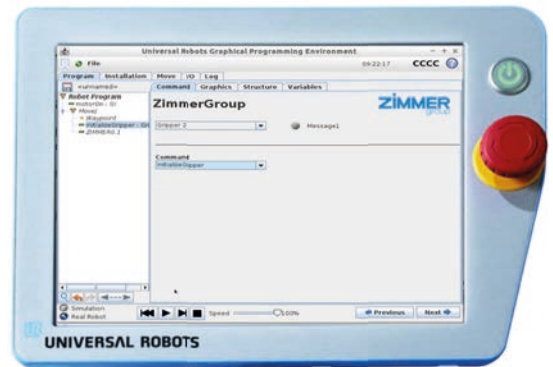 Universal Robots Graphical Programming Environment
File 09:22:17 CCCC ?
Program Installation Move I/O Log
<unnamed> Command Graphics Structure Variables
Robot Program
MoveJ
Waypoint
ZimmerGroup
ZIMMER
group
Gripper 2
Message1
Command
InitializeGripper
Simulation
Real Robot
Speed 100%
Previous Next
UNIVERSAL ROBOTS